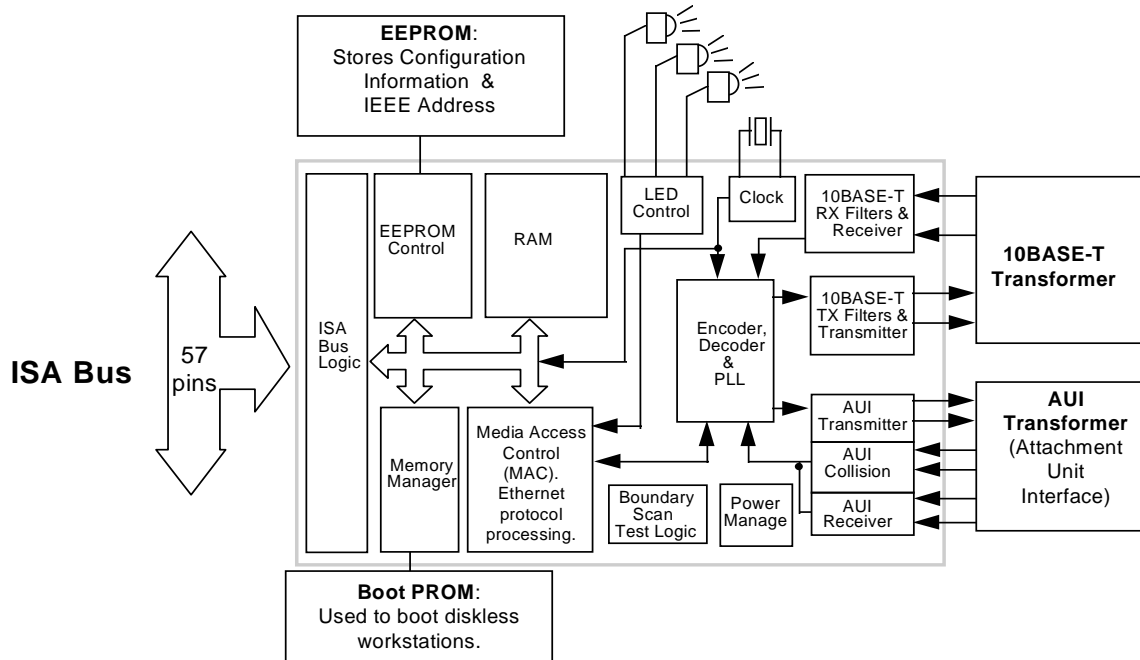 EEPROM:
Stores Configuration
Information &
IEEE Address
LED
Control
Clock
10BASE-T
RX Filters &
Receiver
10BASE-T
Transformer
EEPROM
Control
RAM
10BASE-T
TX Filters &
Transmitter
ISA Bus
57
pins
ISA
Bus
Logic
Encoder,
Decoder
&
PLL
Memory
Manager
Media Access
Control
(MAC).
Ethernet
protocol
processing.
AUI
Transmitter
AUI
Collision
AUI
Receiver
AUI
Transformer
(Attachment
Unit
Interface)
Boundary
Scan
Test Logic
Power
Manage
Boot PROM:
Used to boot diskless
workstations.